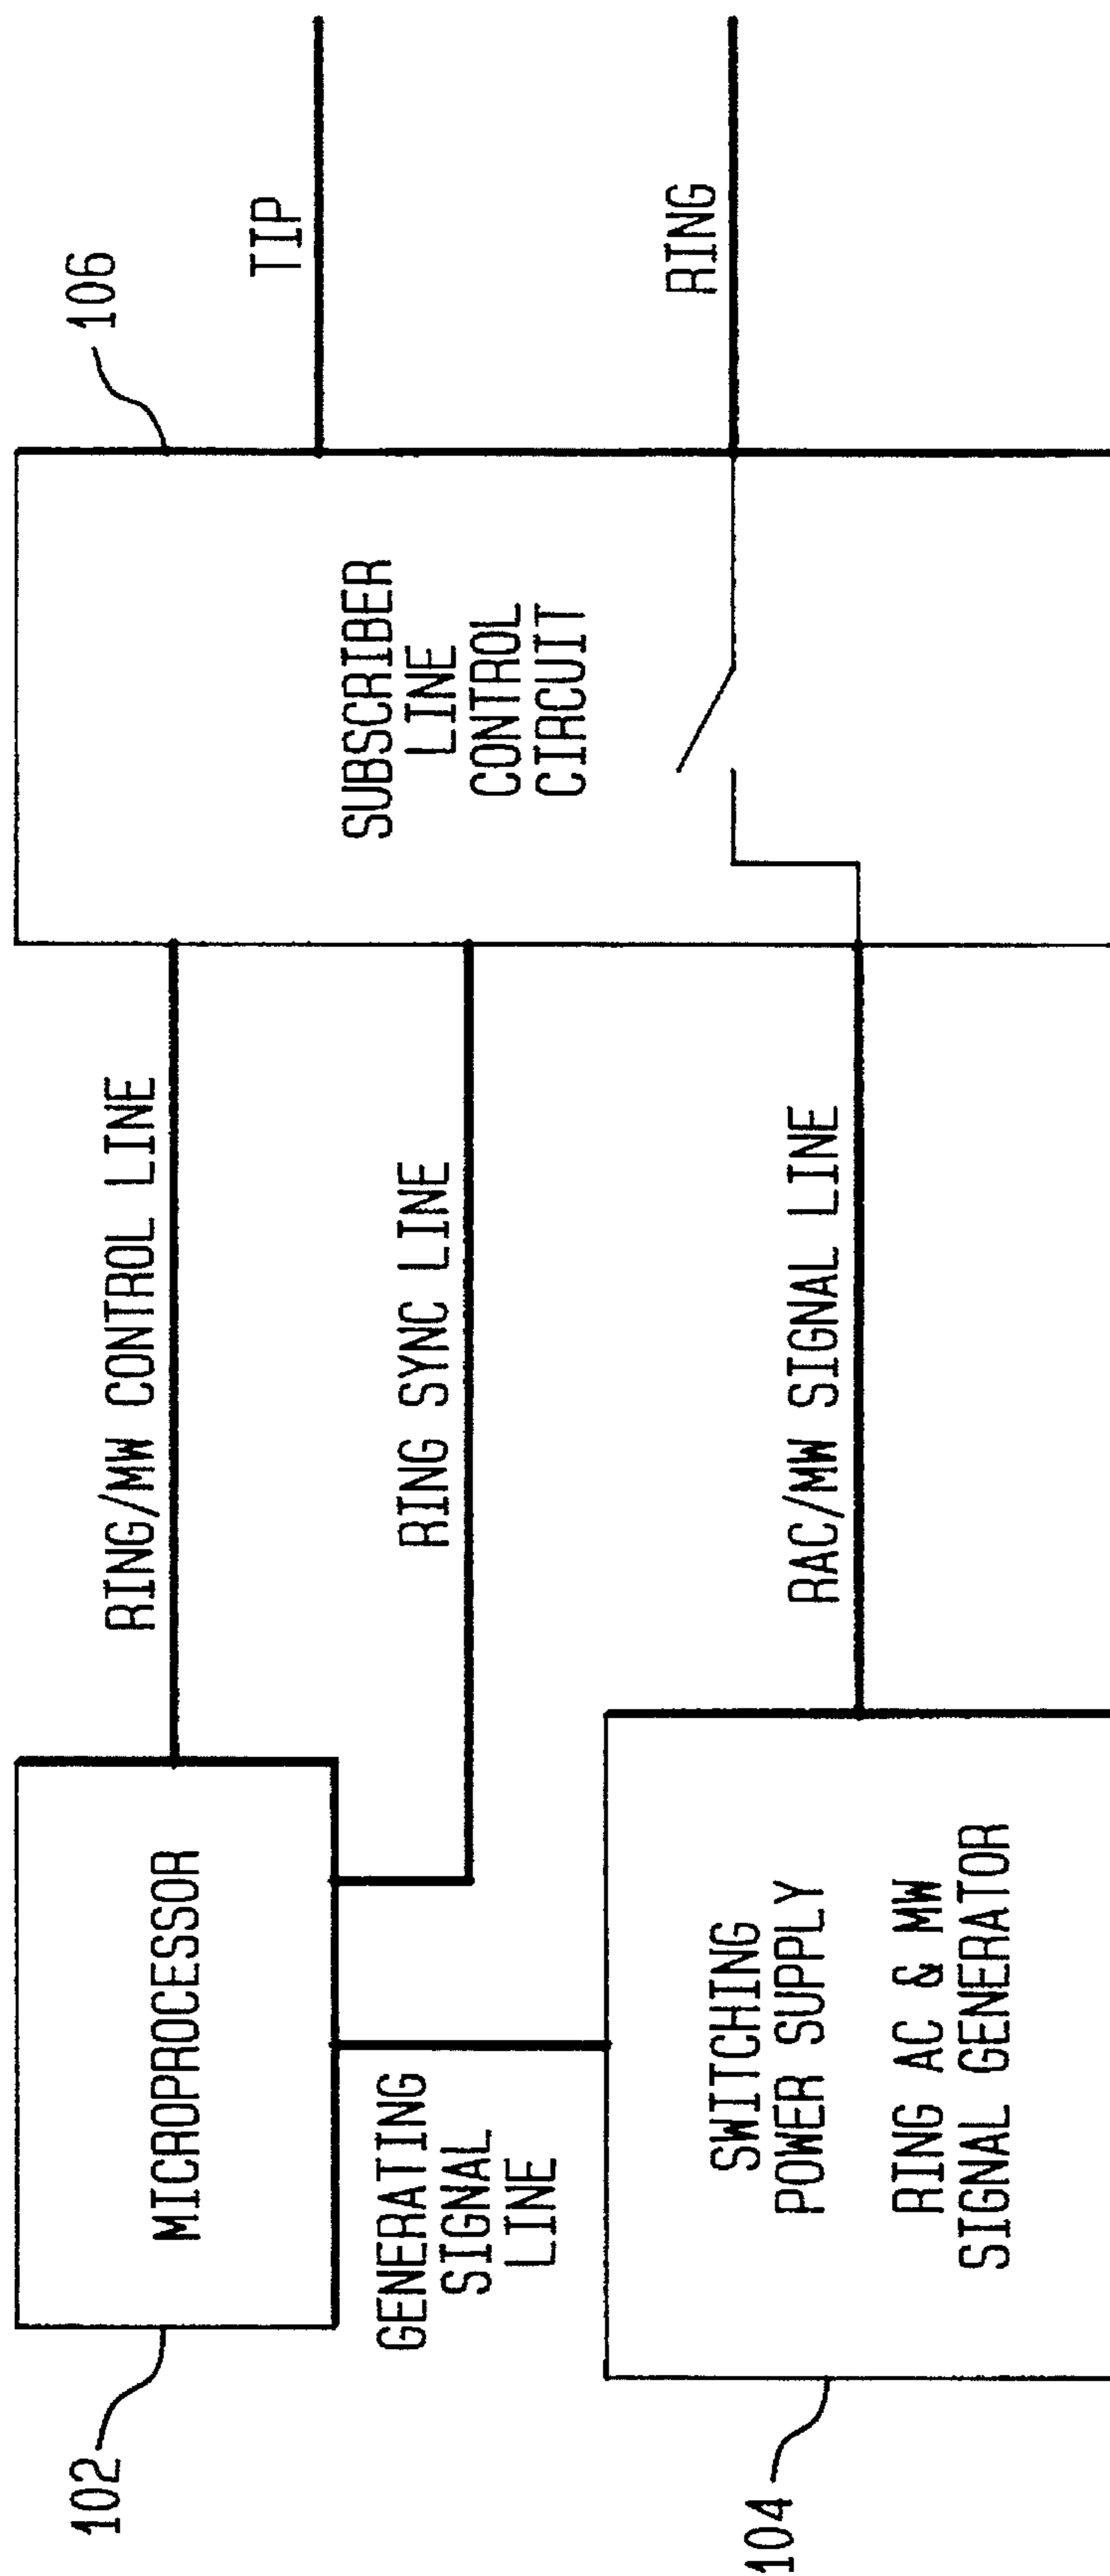 102
MICROPROCESSOR
RING/MW CONTROL LINE
RING SYNC LINE
GENERATING
SIGNAL
LINE
104
SWITCHING
POWER SUPPLY
RING AC & MW
SIGNAL GENERATOR
RAC/MW SIGNAL LINE
106
SUBSCRIBER
LINE
CONTROL
CIRCUIT
TIP
RING